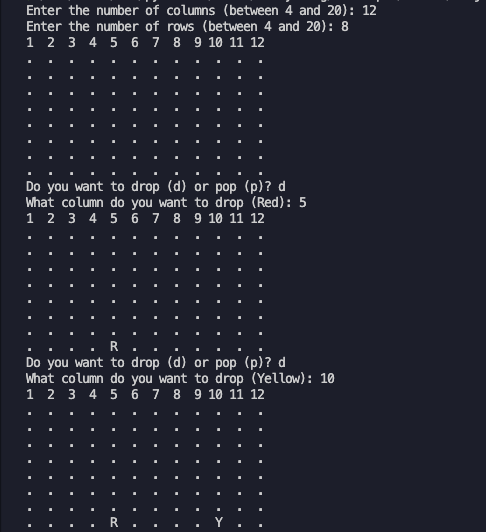 Enter the number of columns (between 4 and 20): 12
Enter the number of rows (between 4 and 20): 8
1  2  3  4  5  6  7  8  9 10 11 12
.  .  .  .  .  .  .  .  .  .  .  .
.  .  .  .  .  .  .  .  .  .  .  .
.  .  .  .  .  .  .  .  .  .  .  .
.  .  .  .  .  .  .  .  .  .  .  .
.  .  .  .  .  .  .  .  .  .  .  .
.  .  .  .  .  .  .  .  .  .  .  .
.  .  .  .  .  .  .  .  .  .  .  .
.  .  .  .  .  .  .  .  .  .  .  .
Do you want to drop (d) or pop (p)? d
What column do you want to drop (Red): 5
1  2  3  4  5  6  7  8  9 10 11 12
.  .  .  .  .  .  .  .  .  .  .  .
.  .  .  .  .  .  .  .  .  .  .  .
.  .  .  .  .  .  .  .  .  .  .  .
.  .  .  .  .  .  .  .  .  .  .  .
.  .  .  .  .  .  .  .  .  .  .  .
.  .  .  .  .  .  .  .  .  .  .  .
.  .  .  .  .  .  .  .  .  .  .  .
.  .  .  .  R  .  .  .  .  .  .  .
Do you want to drop (d) or pop (p)? d
What column do you want to drop (Yellow): 10
1  2  3  4  5  6  7  8  9 10 11 12
.  .  .  .  .  .  .  .  .  .  .  .
.  .  .  .  .  .  .  .  .  .  .  .
.  .  .  .  .  .  .  .  .  .  .  .
.  .  .  .  .  .  .  .  .  .  .  .
.  .  .  .  .  .  .  .  .  .  .  .
.  .  .  .  .  .  .  .  .  .  .  .
.  .  .  .  .  .  .  .  .  .  .  .
.  .  .  .  R  .  .  .  .  Y  .  .